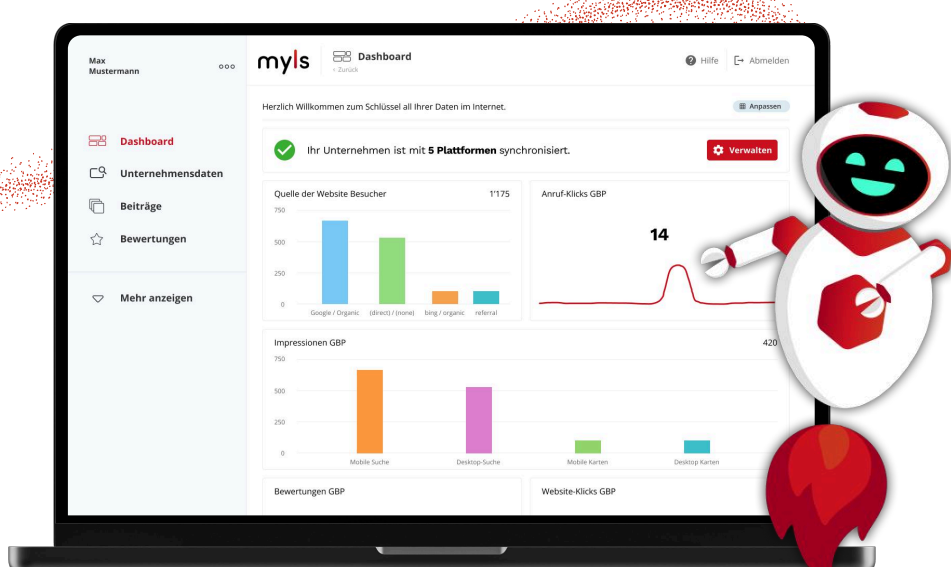 Max
Mustermann
myls
Dashboard
‹ Zurück
Hilfe
Abmelden
Herzlich Willkommen zum Schlüssel all Ihrer Daten im Internet.
Anpassen
Dashboard
Unternehmensdaten
Beiträge
Bewertungen
Mehr anzeigen
Ihr Unternehmen ist mit 5 Plattformen synchronisiert.
Verwalten
Quelle der Website Besucher
1'175
750
500
250
0
Google / Organic
(direct) / (none)
bing / organic
referral
Anruf-Klicks GBP
14
Impressionen GBP
420
750
500
250
0
Mobile Suche
Desktop-Suche
Mobile Karten
Desktop Karten
Bewertungen GBP
Website-Klicks GBP